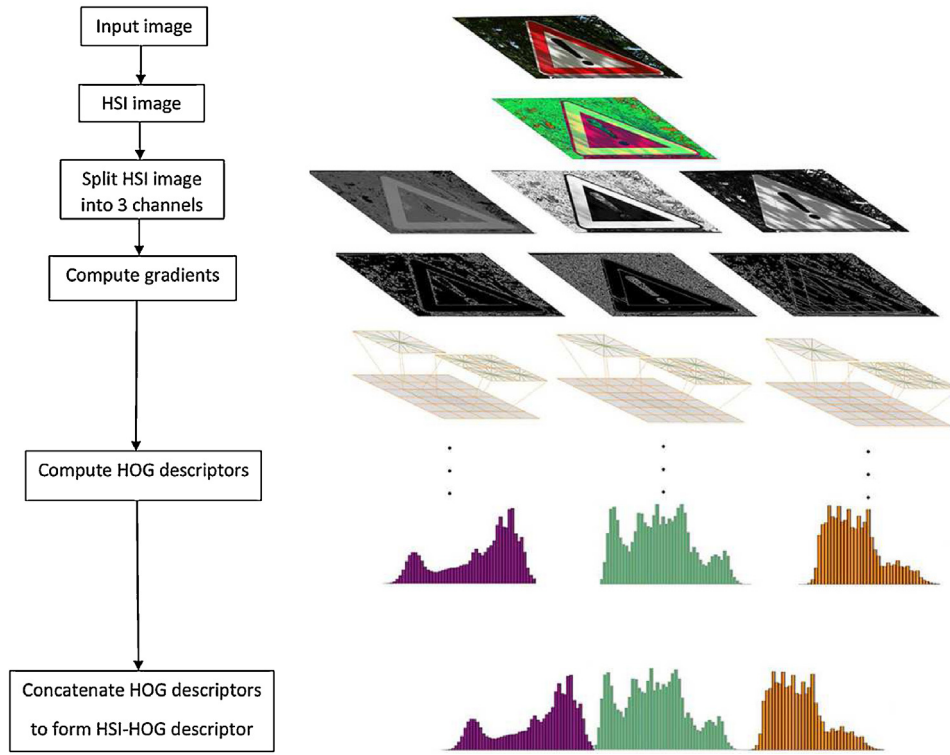 Input image
HSI image
Split HSI image
into 3 channels
Compute gradients
Compute HOG descriptors
Concatenate HOG descriptors
to form HSI-HOG descriptor